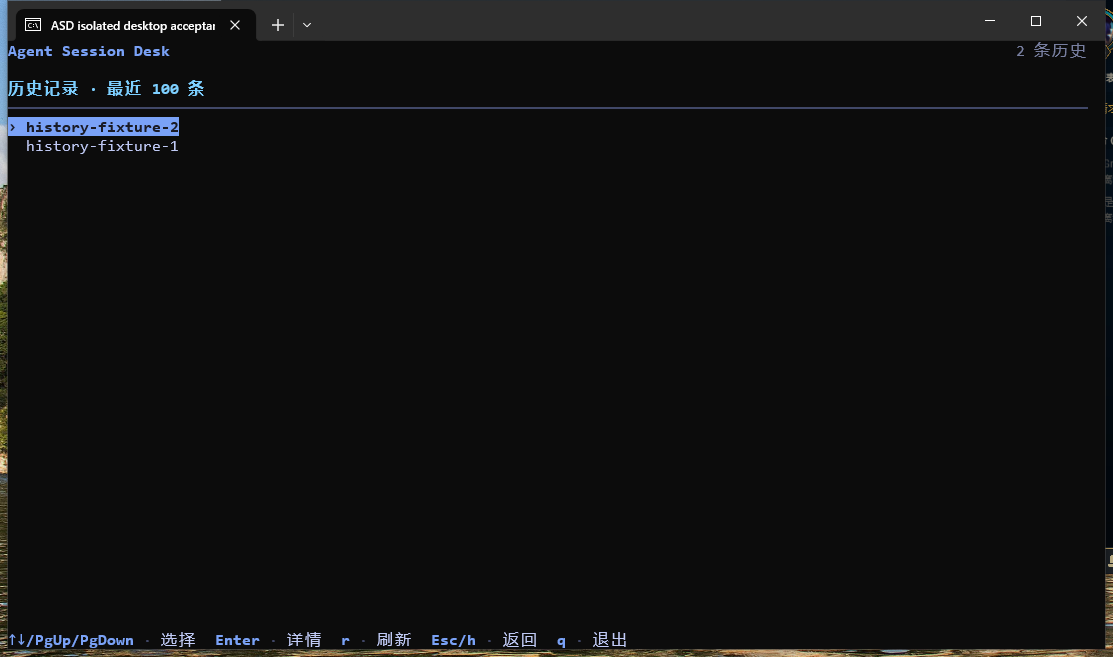 ASD isolated desktop acceptar
Agent Session Desk 2 条历史
历史记录 · 最近 100 条
› history-fixture-2
history-fixture-1
↑↓/PgUp/PgDown · 选择 Enter · 详情 r · 刷新 Esc/h · 返回 q · 退出